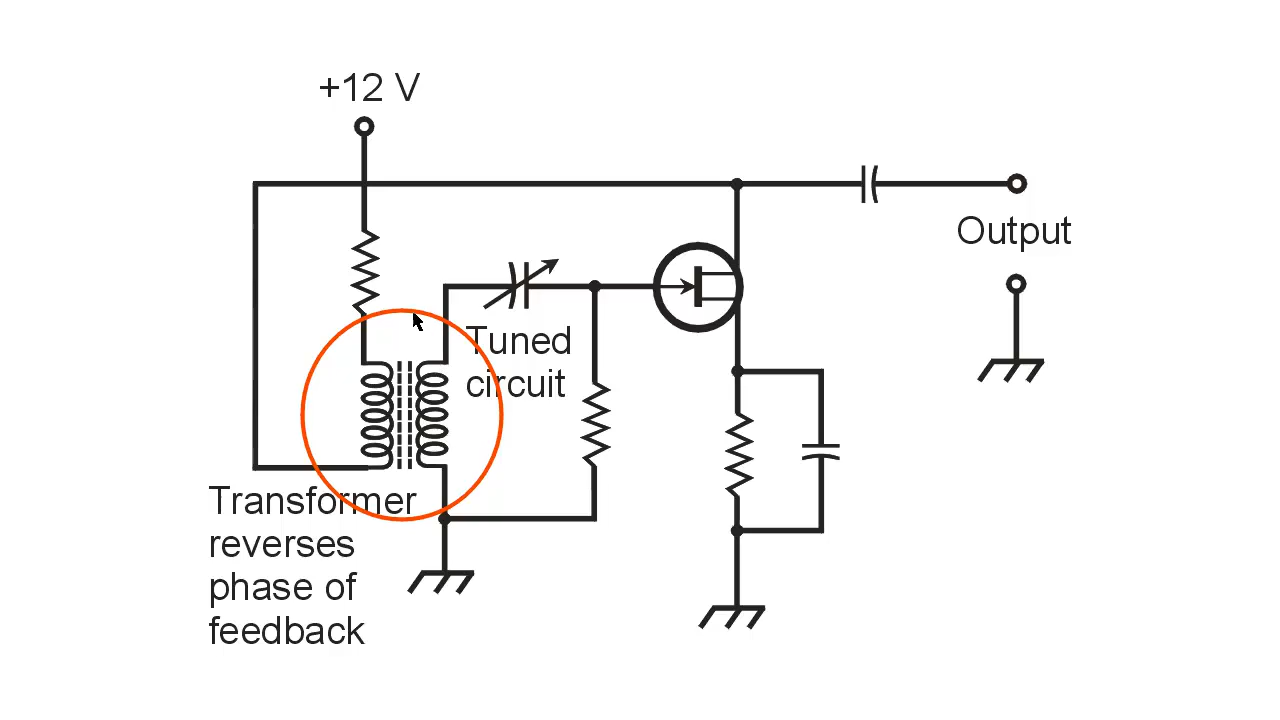 +12 V
Output
Tuned
circuit
Transformer
reverses
phase of
feedback